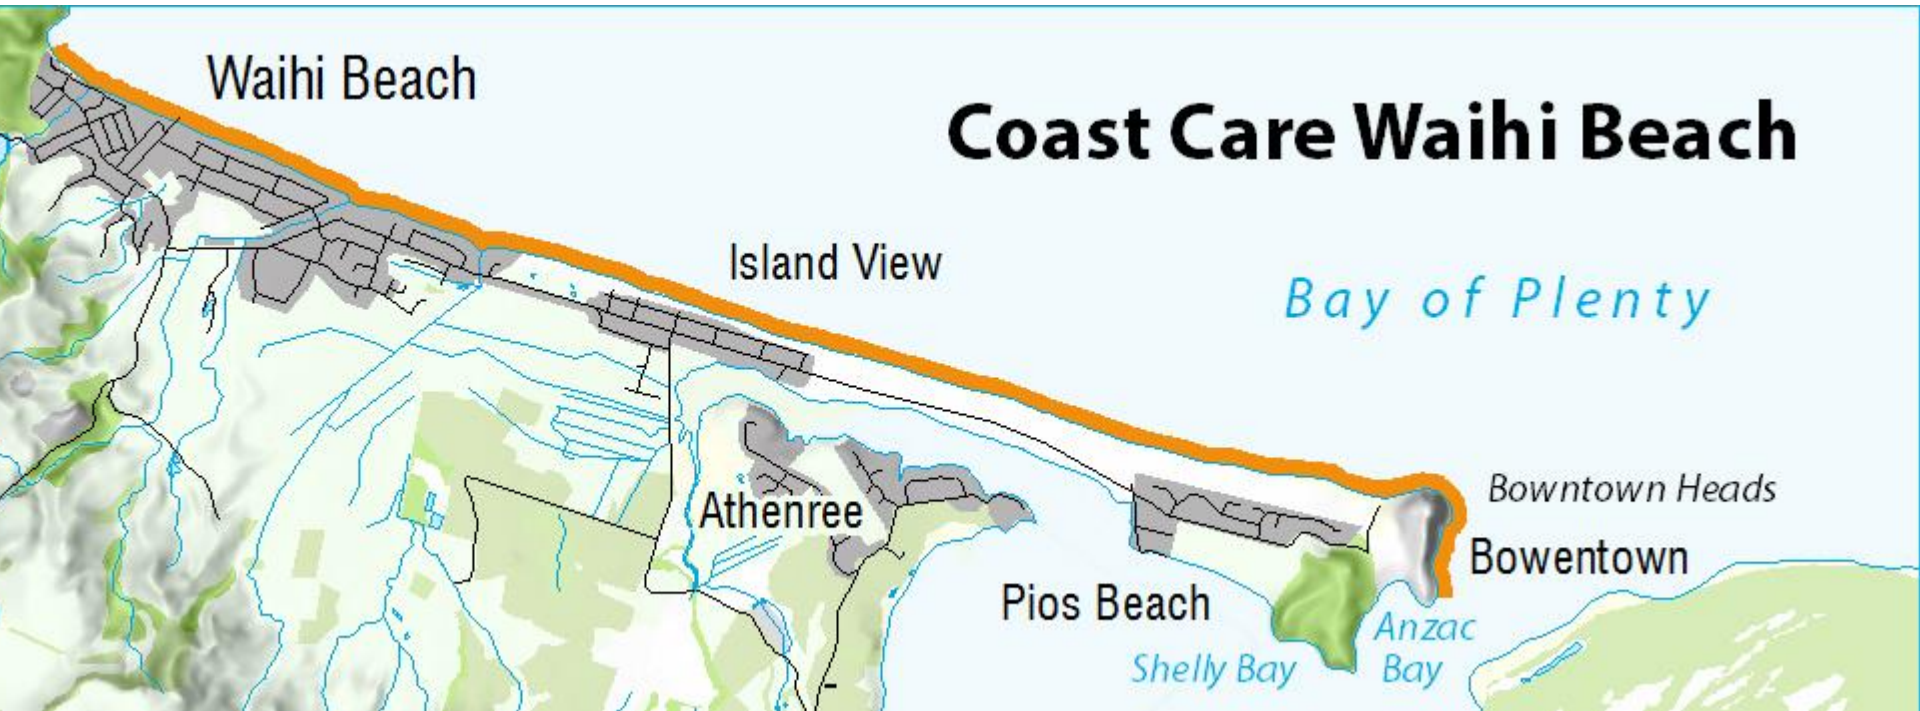 Waihi Beach
Coast Care Waihi Beach
Island View
Bay of Plenty
Bowntown Heads
Athenree
Bowentown
Pios Beach
Anzac
Bay
Shelly Bay